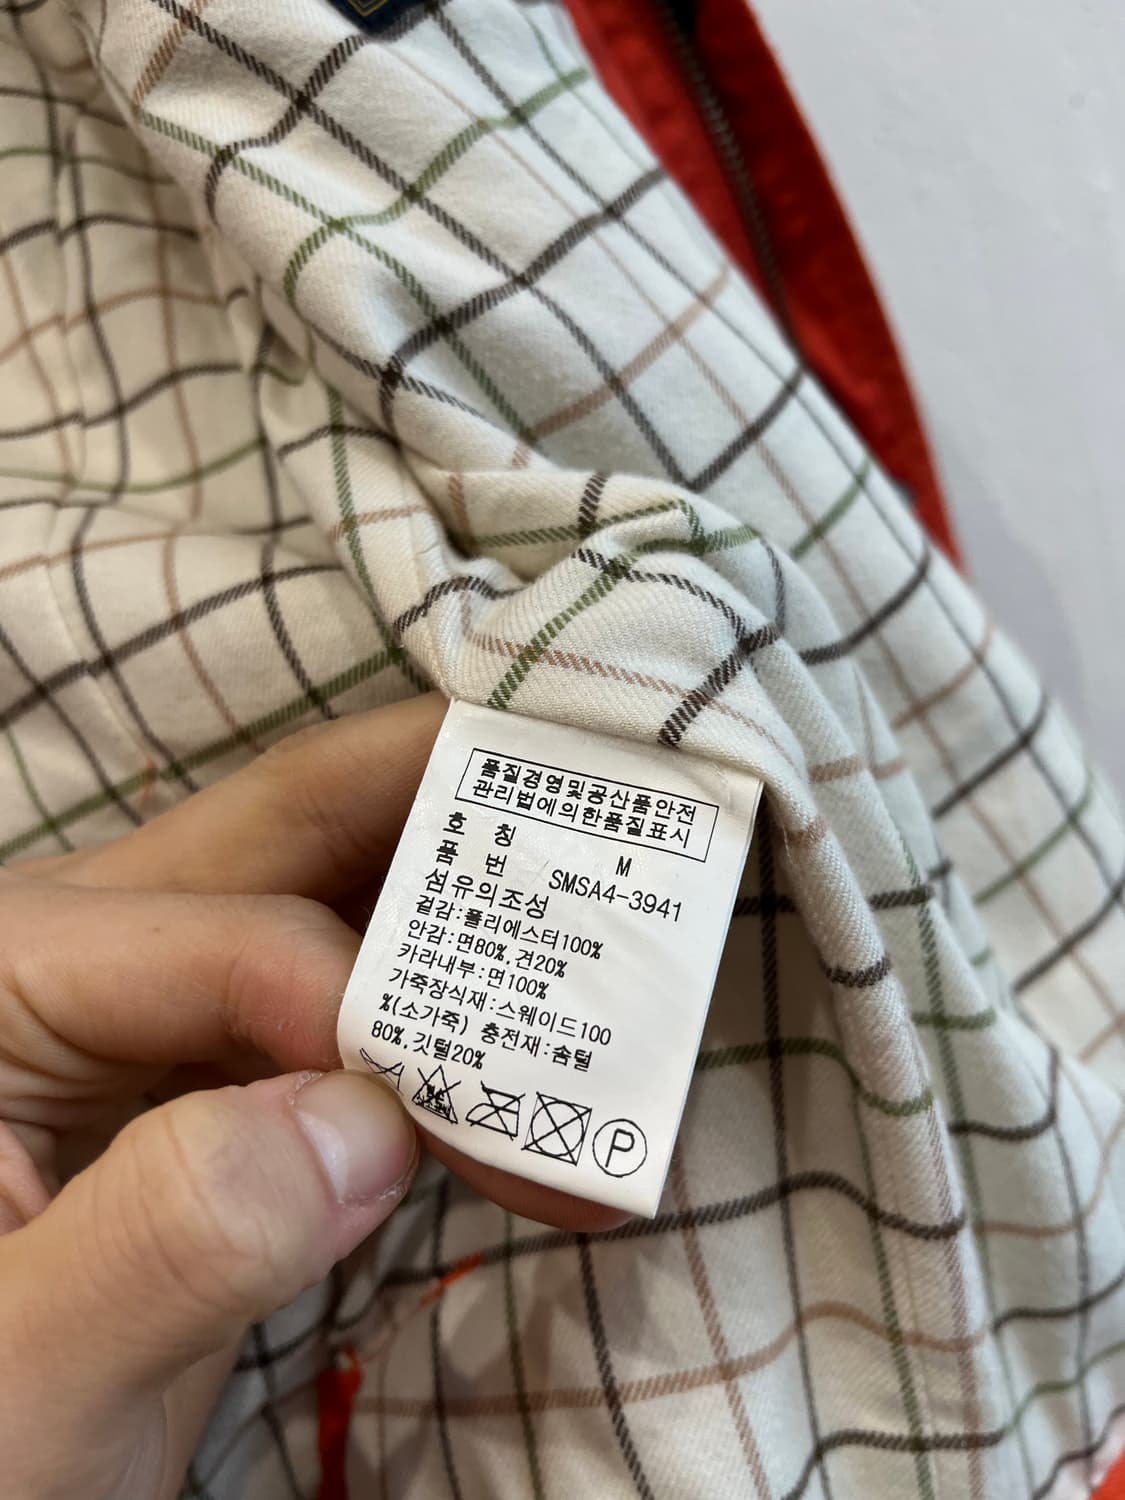 품질경영및공산품안전
관리법에의한품질표시
호 칭 M
품 번 SMSA4-3941
섬유의조성
겉감:폴리에스터100%
안감:면80%,견20%
카라내부:면100%
가죽장식재:스웨이드100
%(소가죽) 충전재:솜털
80%,깃털20%
P